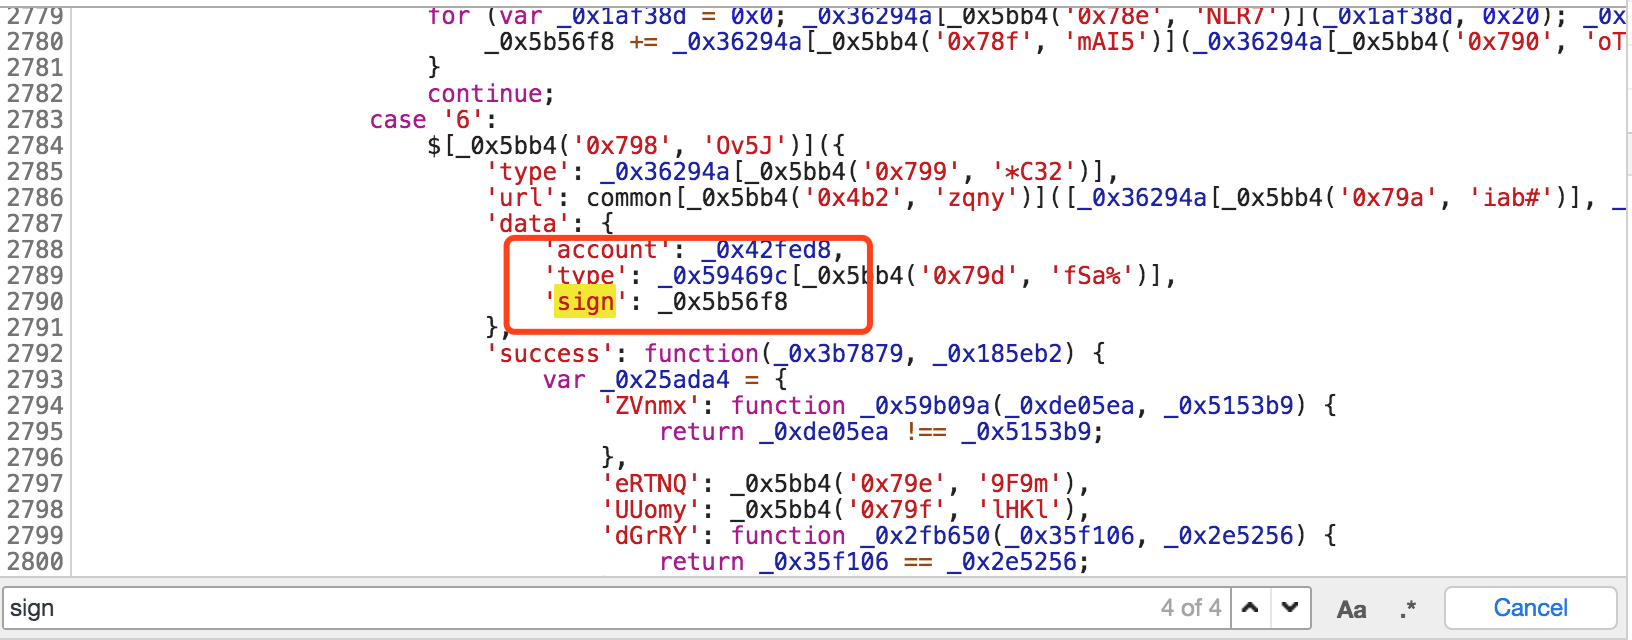 2779 for (var _0x1af38d = 0x0; _0x36294a[_0x5bb4('0x78e', 'NLR7')](_0x1af38d, 0x20); _0x
2780 _0x5b56f8 += _0x36294a[_0x5bb4('0x78f', 'mAI5')](_0x36294a[_0x5bb4('0x790', 'oT
2781 }
2782 continue;
2783 case '6':
2784 $[_0x5bb4('0x798', 'Ov5J')]({
2785 'type': _0x36294a[_0x5bb4('0x799', '*C32')],
2786 'url': common[_0x5bb4('0x4b2', 'zqny')]([_0x36294a[_0x5bb4('0x79a', 'iab#')], _
2787 'data': {
2788 'account': _0x42fed8,
2789 'type': _0x59469c[_0x5bb4('0x79d', 'fSa%')],
2790 'sign': _0x5b56f8
2791 },
2792 'success': function(_0x3b7879, _0x185eb2) {
2793 var _0x25ada4 = {
2794 'ZVnmx': function _0x59b09a(_0xde05ea, _0x5153b9) {
2795 return _0xde05ea !== _0x5153b9;
2796 },
2797 'eRTNQ': _0x5bb4('0x79e', '9F9m'),
2798 'UUomy': _0x5bb4('0x79f', 'lHKl'),
2799 'dGrRY': function _0x2fb650(_0x35f106, _0x2e5256) {
2800 return _0x35f106 == _0x2e5256;
sign 4 of 4 Aa .* Cancel